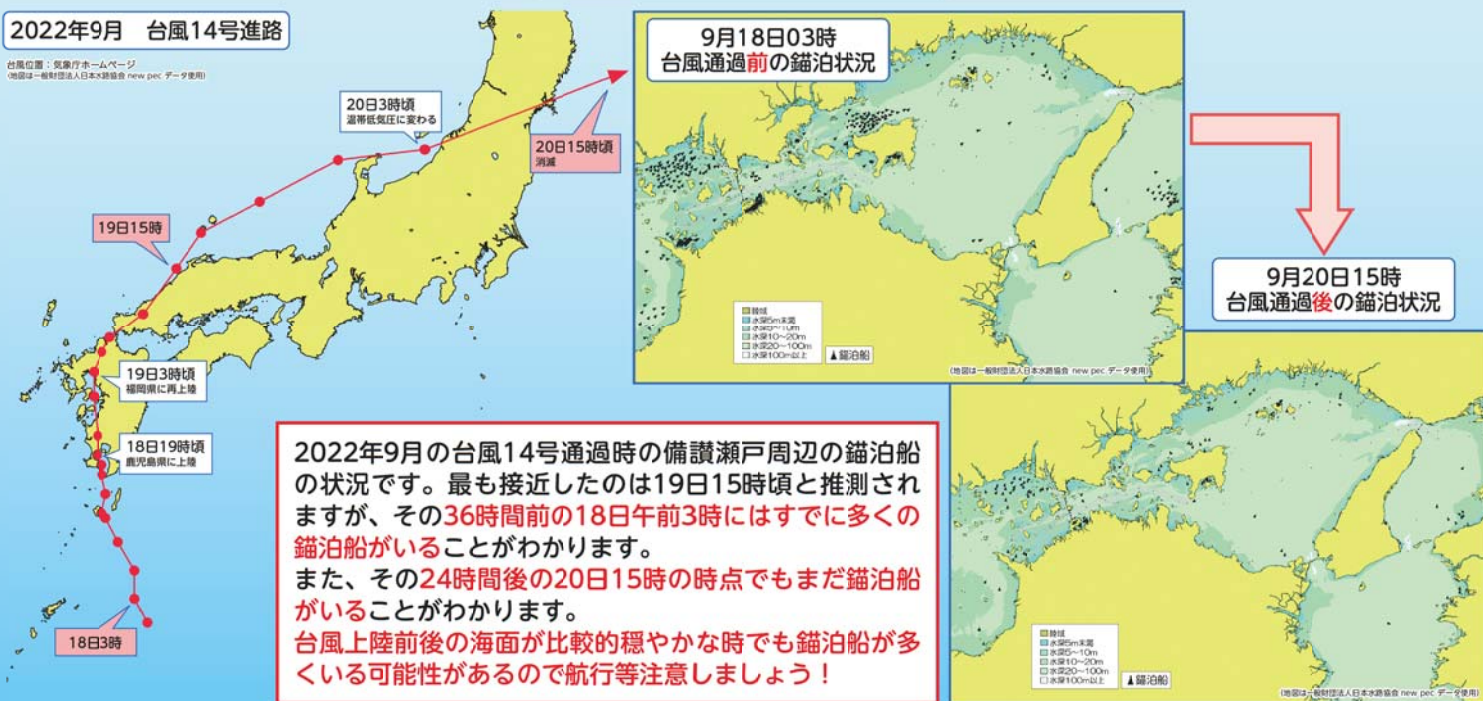 2022年9月　台風14号進路
台風位置：気象庁ホームページ
(地図は一般財団法人日本水路協会 new pec データ使用)
20日3時頃
温帯低気圧に変わる
20日15時頃
消滅
19日15時
19日3時頃
福岡県に再上陸
18日19時頃
鹿児島県に上陸
18日3時
9月18日03時
台風通過前の錨泊状況
陸域
水深5m未満
水深5〜10m
水深10〜20m
水深20〜100m
水深100m以上
▲錨泊船
(地図は一般財団法人日本水路協会 new pec データ使用)
9月20日15時
台風通過後の錨泊状況
陸域
水深5m未満
水深5〜10m
水深10〜20m
水深20〜100m
水深100m以上
▲錨泊船
(地図は一般財団法人日本水路協会 new pec データ使用)
2022年9月の台風14号通過時の備讃瀬戸周辺の錨泊船
の状況です。最も接近したのは19日15時頃と推測され
ますが、その36時間前の18日午前3時にはすでに多くの
錨泊船がいることがわかります。
また、その24時間後の20日15時の時点でもまだ錨泊船
がいることがわかります。
台風上陸前後の海面が比較的穏やかな時でも錨泊船が多
くいる可能性があるので航行等注意しましょう！